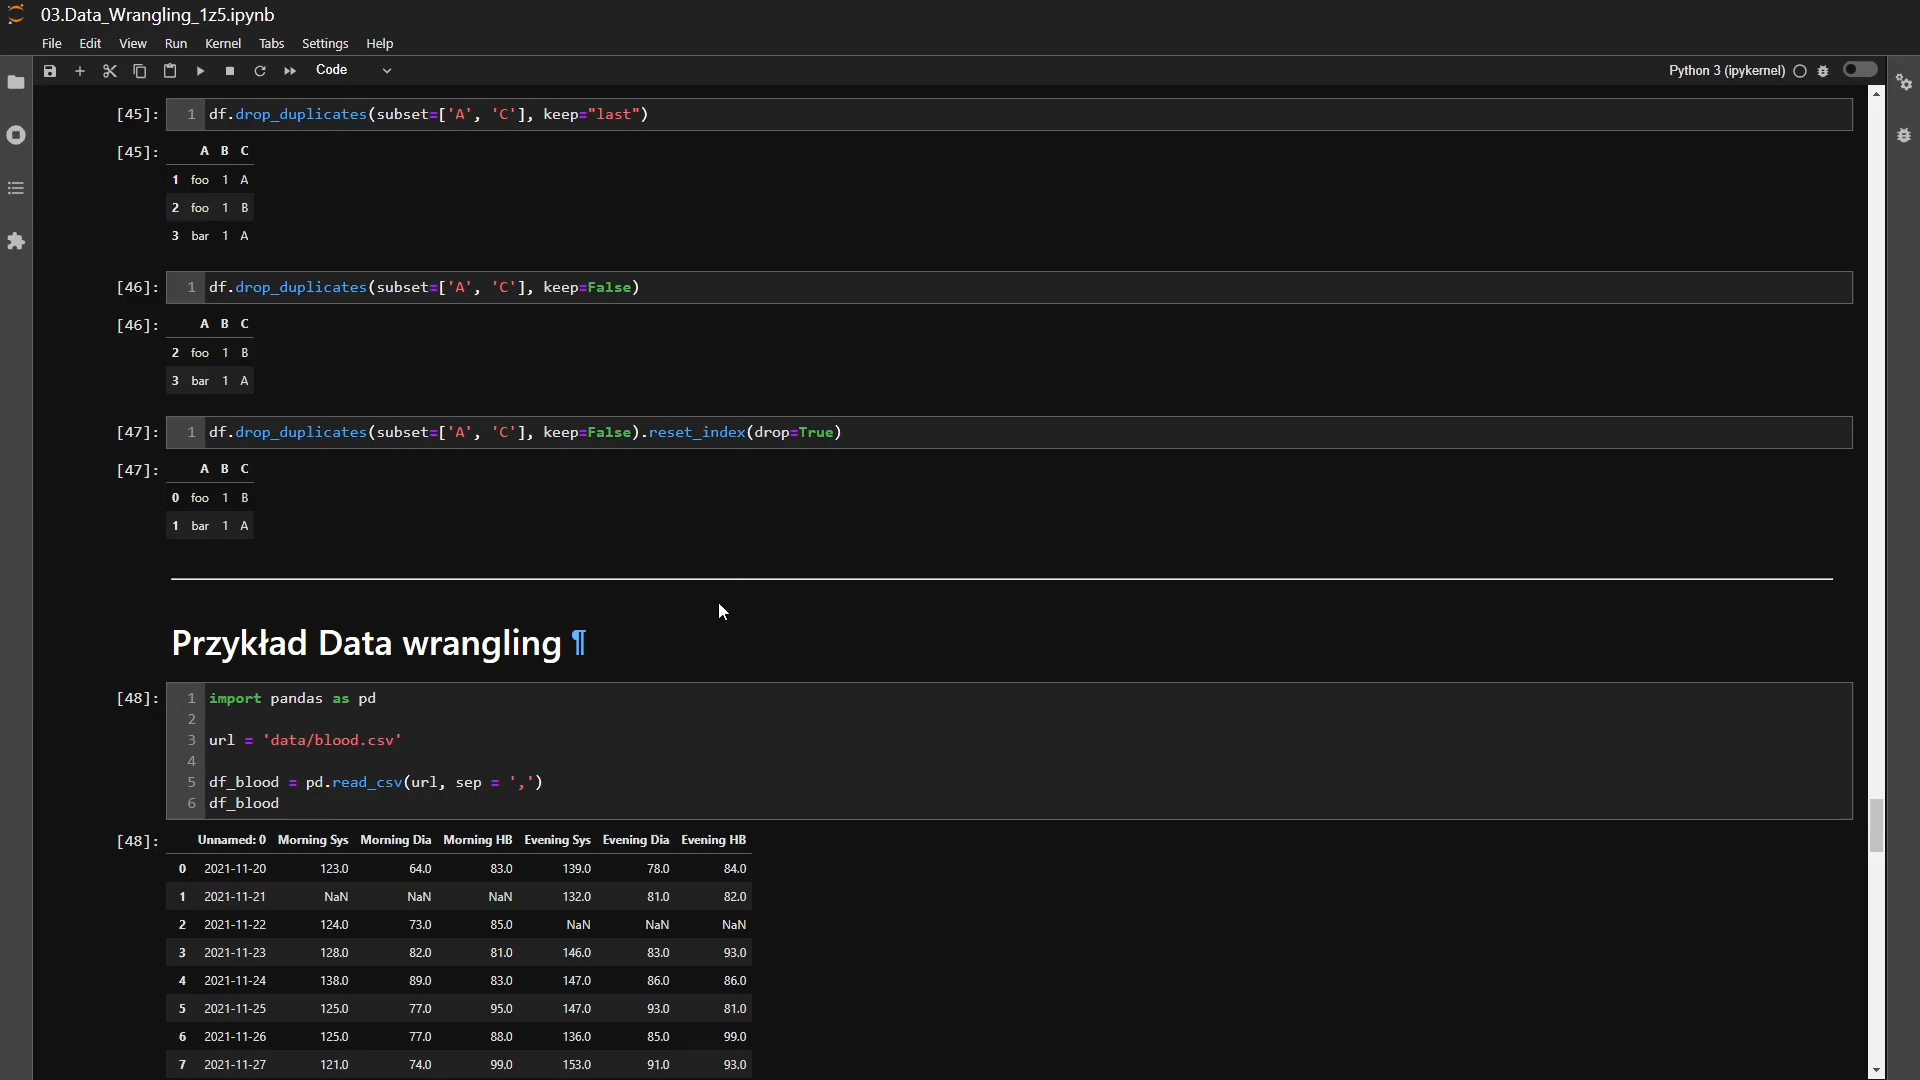 03.Data_Wrangling_1z5.ipynb
File Edit View Run Kernel Tabs Settings Help
Code Python 3 (ipykernel)
[45]: 1 df.drop_duplicates(subset=['A', 'C'], keep="last")
[45]: A B C
1 foo 1 A
2 foo 1 B
3 bar 1 A
[46]: 1 df.drop_duplicates(subset=['A', 'C'], keep=False)
[46]: A B C
2 foo 1 B
3 bar 1 A
[47]: 1 df.drop_duplicates(subset=['A', 'C'], keep=False).reset_index(drop=True)
[47]: A B C
0 foo 1 B
1 bar 1 A
Przykład Data wrangling ¶
[48]: 1 import pandas as pd
2
3 url = 'data/blood.csv'
4
5 df_blood = pd.read_csv(url, sep = ',')
6 df_blood
[48]: Unnamed: 0 Morning Sys Morning Dia Morning HB Evening Sys Evening Dia Evening HB
0 2021-11-20 123.0 64.0 83.0 139.0 78.0 84.0
1 2021-11-21 NaN NaN NaN 132.0 81.0 82.0
2 2021-11-22 124.0 73.0 85.0 NaN NaN NaN
3 2021-11-23 128.0 82.0 81.0 146.0 83.0 93.0
4 2021-11-24 138.0 89.0 83.0 147.0 86.0 86.0
5 2021-11-25 125.0 77.0 95.0 147.0 93.0 81.0
6 2021-11-26 125.0 77.0 88.0 136.0 85.0 99.0
7 2021-11-27 121.0 74.0 99.0 153.0 91.0 93.0